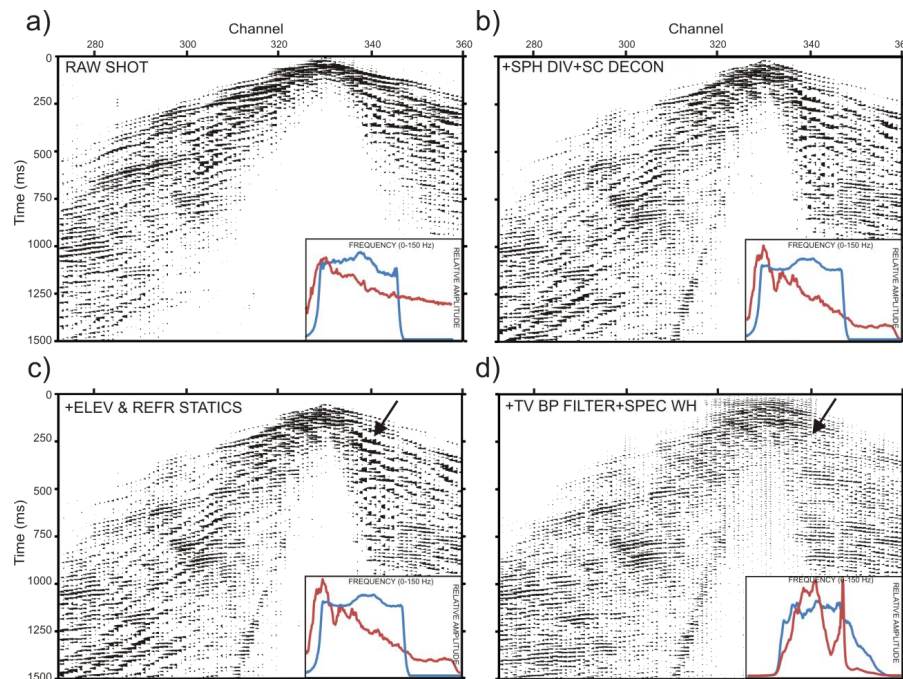 a)
Channel
280 300 320 340 360
RAW SHOT
0
250
500
750
1000
1250
1500
Time (ms)
FREQUENCY (0-150 Hz)
RELATIVE AMPLITUDE
b)
Channel
280 300 320 340 360
+SPH DIV+SC DECON
FREQUENCY (0-150 Hz)
RELATIVE AMPLITUDE
c)
+ELEV & REFR STATICS
0
250
500
750
1000
1250
1500
Time (ms)
FREQUENCY (0-150 Hz)
RELATIVE AMPLITUDE
d)
+TV BP FILTER+SPEC WH
FREQUENCY (0-150 Hz)
RELATIVE AMPLITUDE